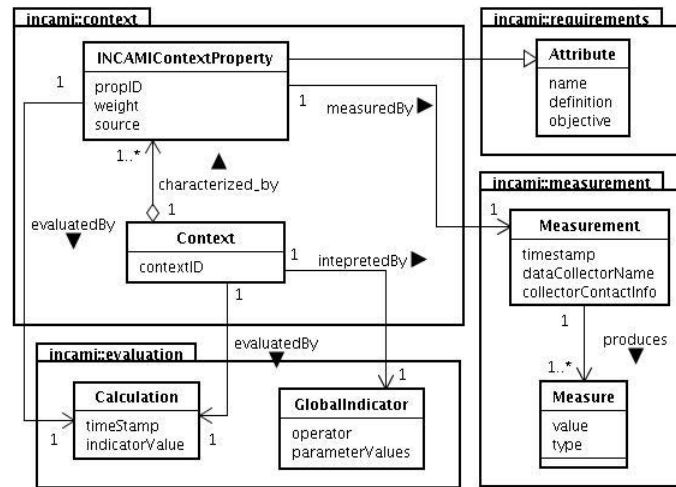 incami::context
INCAMIContextProperty
propID
weight
source
1
1
measuredBy
1..*
characterized_by
1
evaluatedBy
Context
contextID
1
intepretedBy
1
evaluatedBy
incami::requirements
Attribute
name
definition
objective
incami::measurement
1
Measurement
timestamp
dataCollectorName
collectorContactInfo
1
produces
1..*
Measure
value
type
incami::evaluation
Calculation
timeStamp
indicatorValue
1
1
1
GlobalIndicator
operator
parameterValues